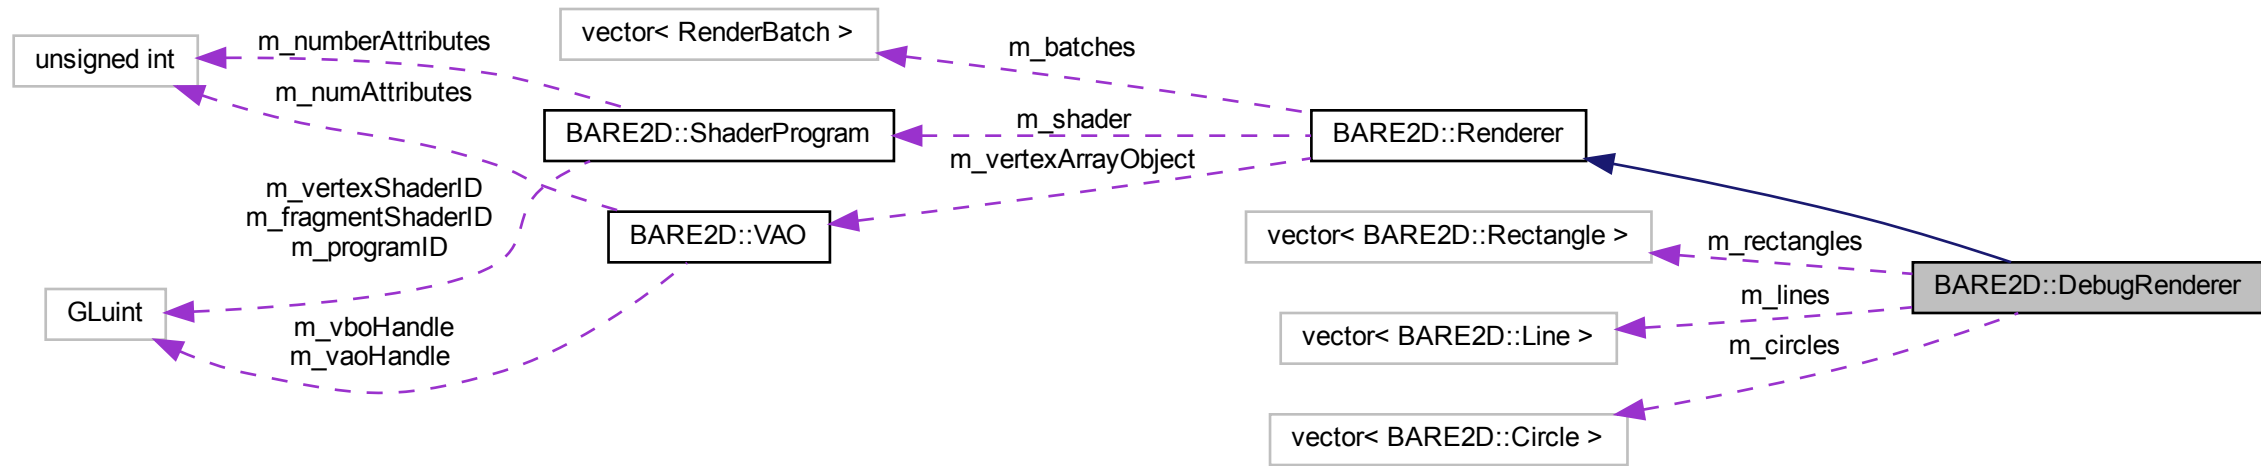 vector< RenderBatch >
unsigned int
m_numberAttributes
m_batches
m_numAttributes
BARE2D::ShaderProgram
m_shader
BARE2D::Renderer
m_vertexArrayObject
m_vertexShaderID
m_fragmentShaderID
m_programID
BARE2D::VAO
vector< BARE2D::Rectangle >
m_rectangles
BARE2D::DebugRenderer
GLuint
m_lines
m_vboHandle
m_vaoHandle
vector< BARE2D::Line >
m_circles
vector< BARE2D::Circle >